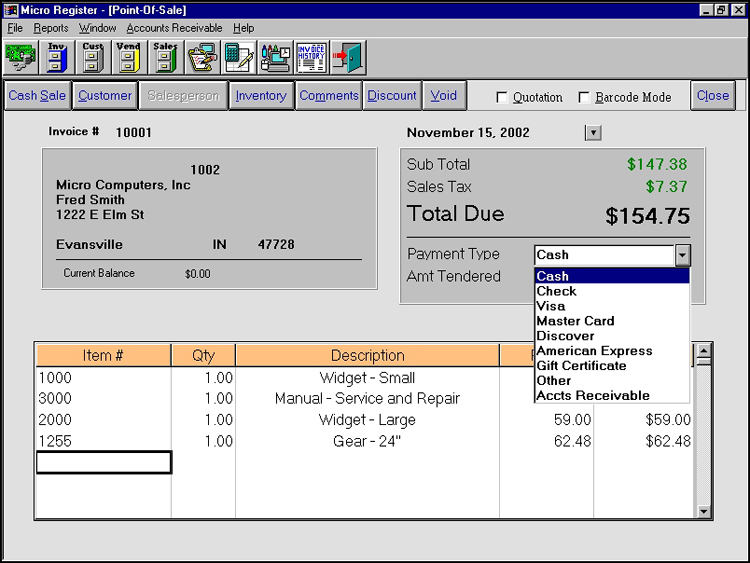 Micro Register - [Point-Of-Sale]
File Reports Window Accounts Receivable Help
Inv Cust Vend Sales INVOICE HISTORY
Cash Sale Customer Salesperson Inventory Comments Discount Void Quotation Barcode Mode Close
Invoice # 10001
November 15, 2002
1002
Micro Computers, Inc
Fred Smith
1222 E Elm St
Evansville IN 47728
Current Balance $0.00
Sub Total $147.38
Sales Tax $7.37
Total Due $154.75
Payment Type Cash
Amt Tendered
Cash
Check
Visa
Master Card
Discover
American Express
Gift Certificate
Other
Accts Receivable
Item # Qty Description
1000 1.00 Widget - Small
3000 1.00 Manual - Service and Repair
2000 1.00 Widget - Large 59.00 $59.00
1255 1.00 Gear - 24" 62.48 $62.48